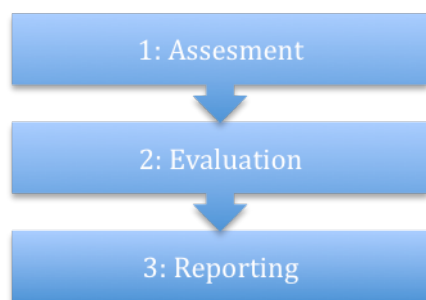 1: Assesment
2: Evaluation
3: Reporting